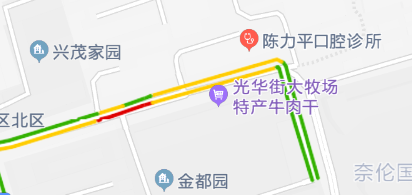 陈力平口腔诊所
兴茂家园
光华街大牧场
特产牛肉干
区北区
奈伦国
金都园